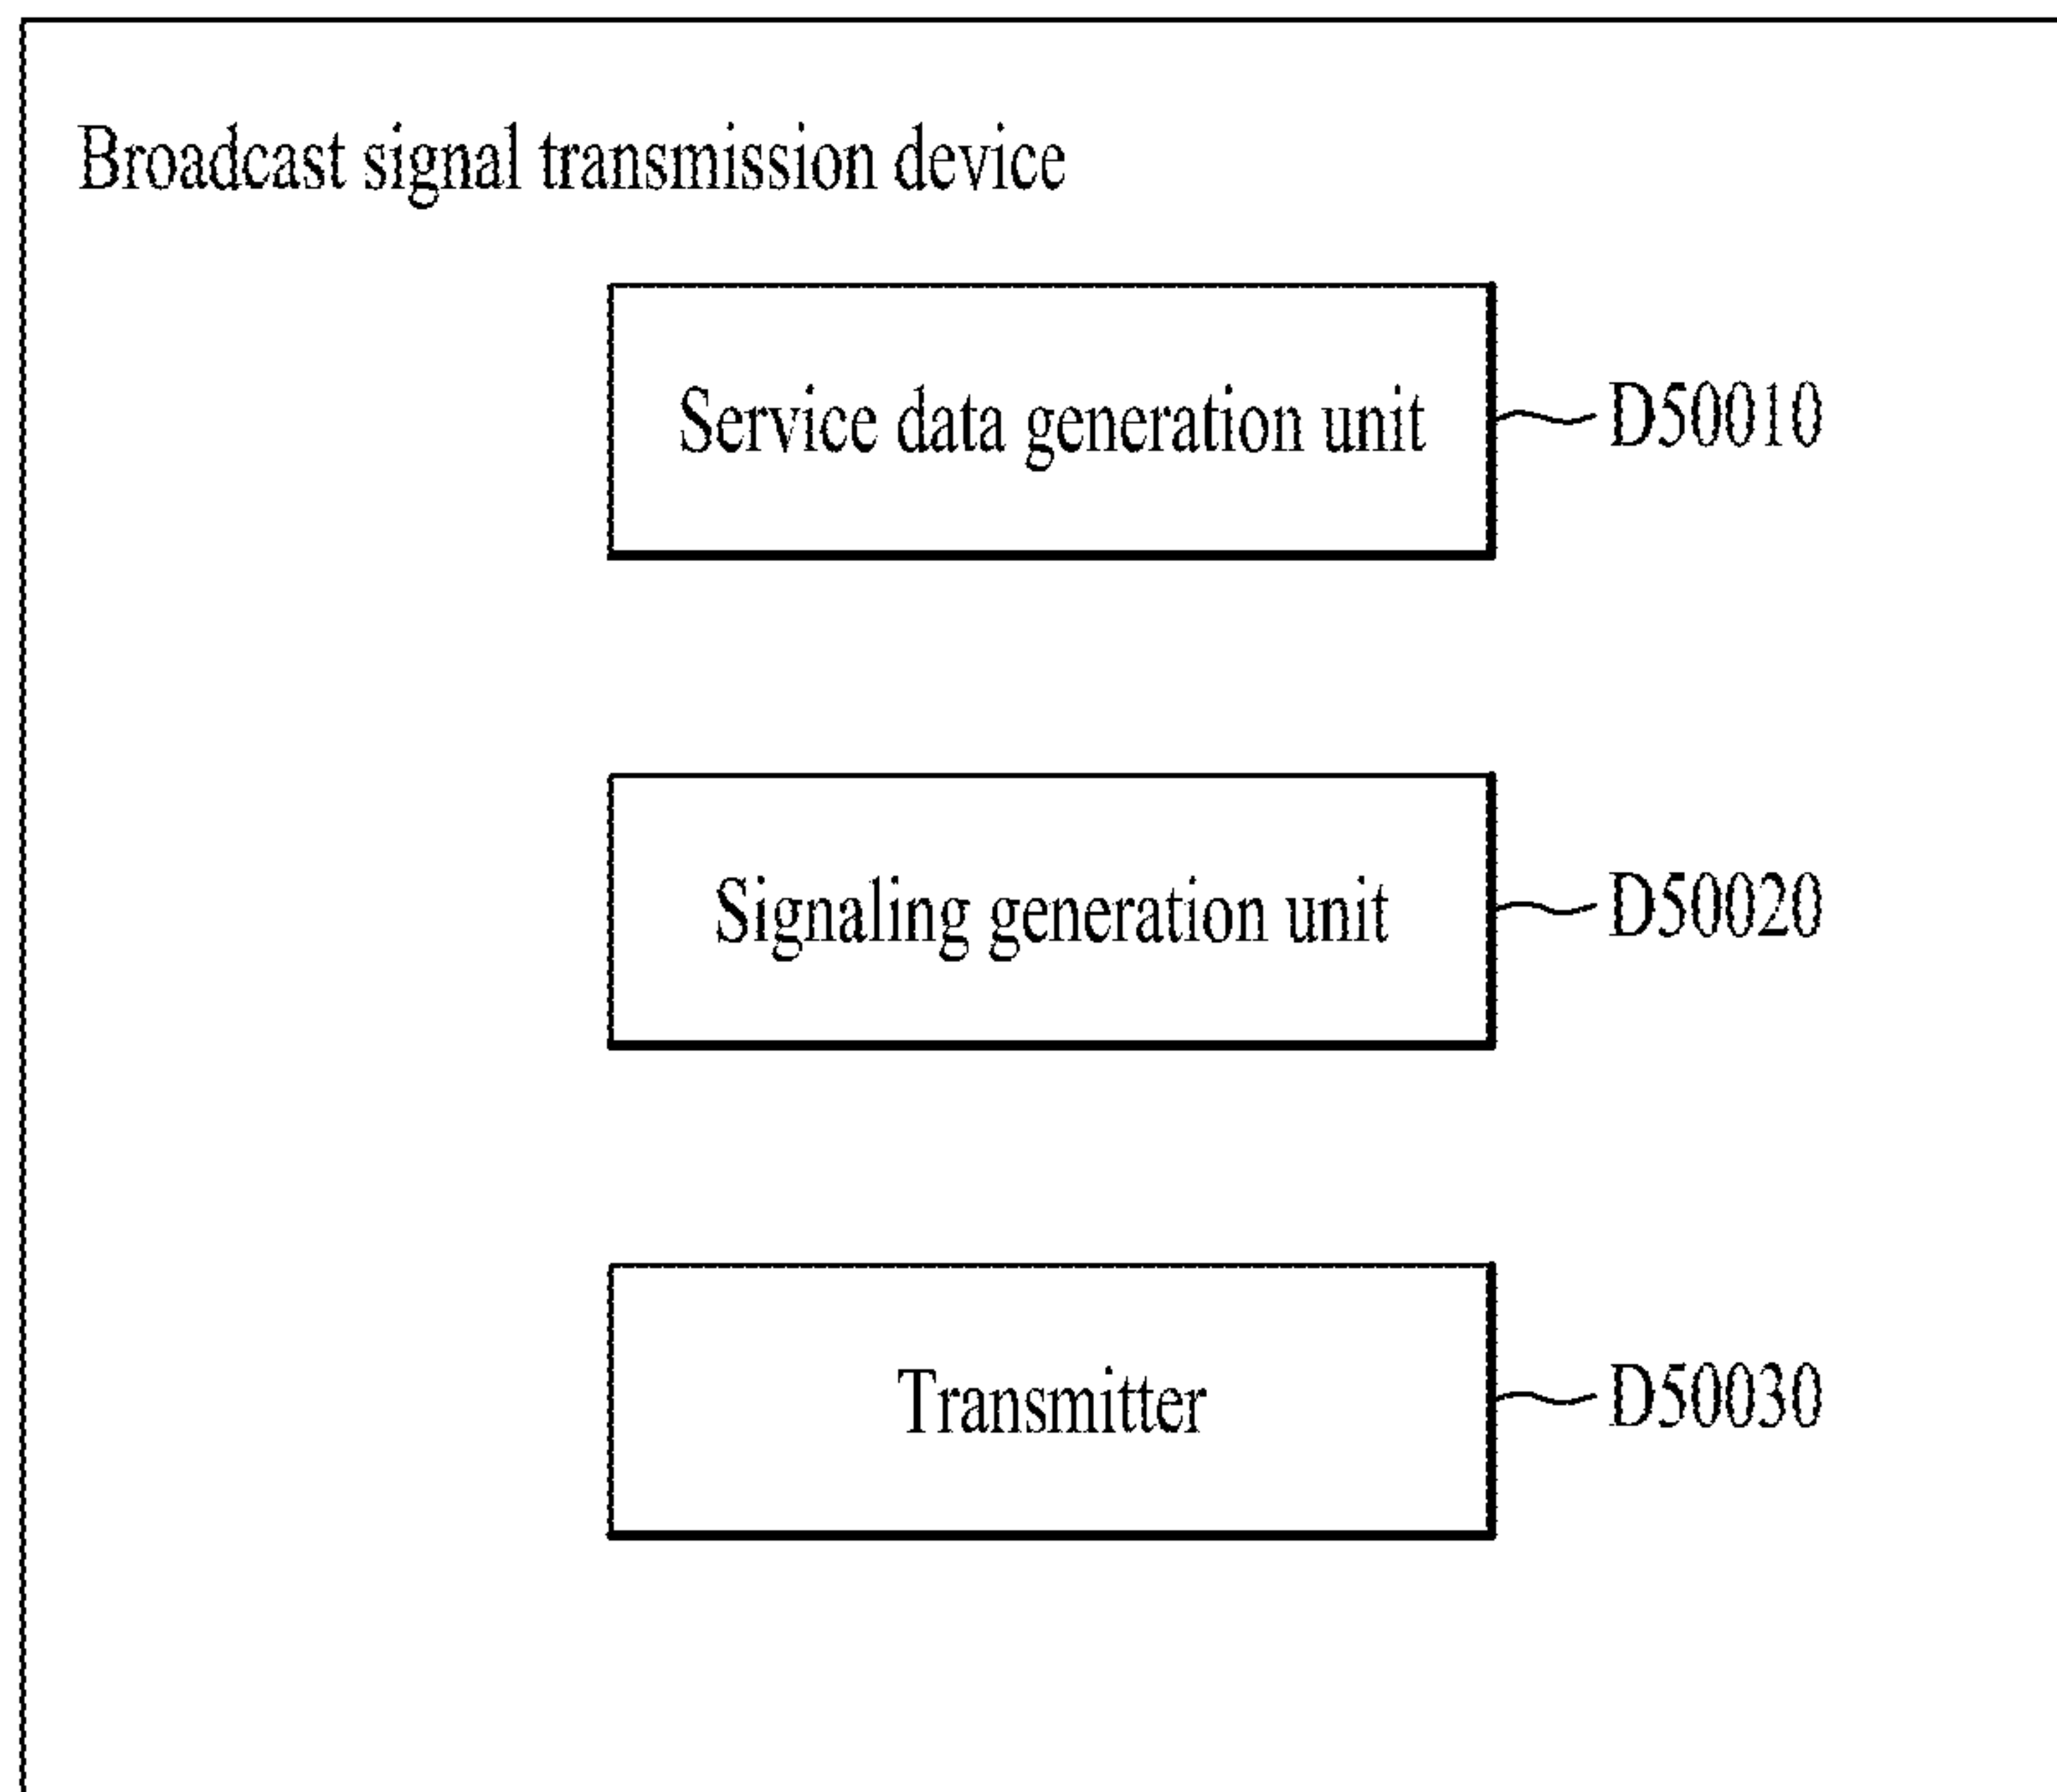 Broadcast signal transmission device
Service data generation unit
D50010
Signaling generation unit
D50020
Transmitter
D50030